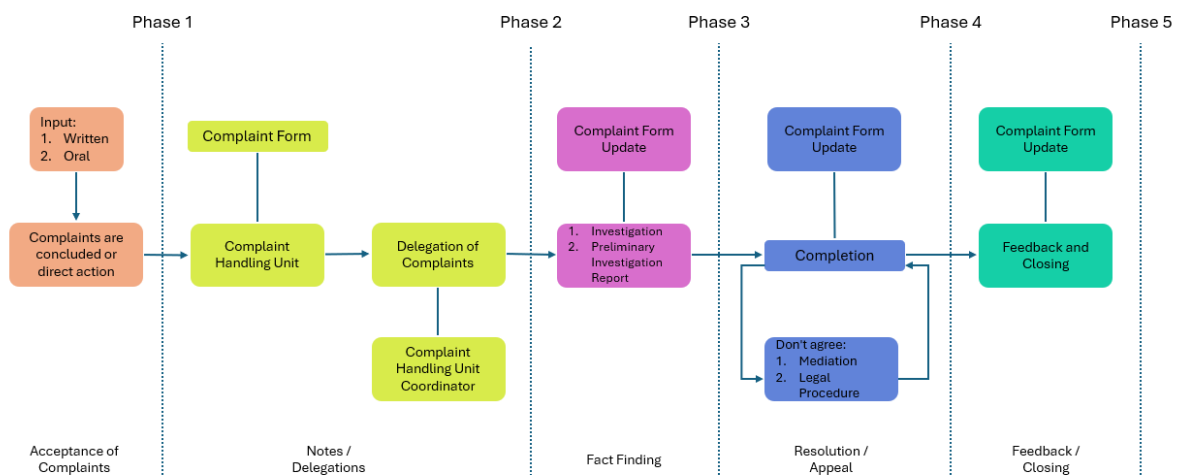 Phase 1
Phase 2
Phase 3
Phase 4
Phase 5
Input:
1. Written
2. Oral
Complaints are
concluded or
direct action
Complaint Form
Complaint
Handling Unit
Delegation of
Complaints
Complaint
Handling Unit
Coordinator
Complaint Form
Update
1. Investigation
2. Preliminary
Investigation
Report
Complaint Form
Update
Completion
Don't agree:
1. Mediation
2. Legal
Procedure
Complaint Form
Update
Feedback and
Closing
Acceptance of
Complaints
Notes /
Delegations
Fact Finding
Resolution /
Appeal
Feedback /
Closing